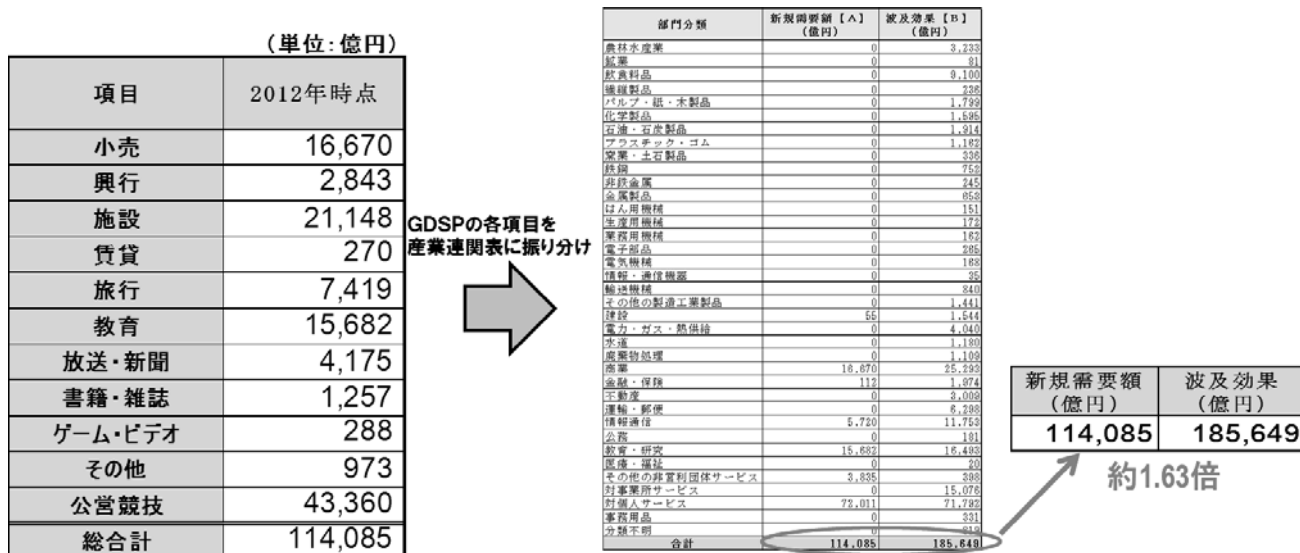 (単位:億円)
項目 2012年時点
小売 16,670
興行 2,843
施設 21,148
賃貸 270
旅行 7,419
教育 15,682
放送・新聞 4,175
書籍・雑誌 1,257
ゲーム・ビデオ 288
その他 973
公営競技 43,360
総合計 114,085
GDSPの各項目を
産業連関表に振り分け
部門分類 新規需要額【A】(億円) 波及効果【B】(億円)
農林水産業 0 3,233
鉱業 0 81
飲食料品 0 9,100
繊維製品 0 236
パルプ・紙・木製品 0 1,799
化学製品 0 1,595
石油・石炭製品 0 1,914
プラスチック・ゴム 0 1,162
窯業・土石製品 0 336
鉄鋼 0 752
非鉄金属 0 245
金属製品 0 653
はん用機械 0 151
生産用機械 0 172
業務用機械 0 162
電子部品 0 265
電気機械 0 168
情報・通信機器 0 35
輸送機械 0 840
その他の製造工業製品 0 1,441
建設 55 1,544
電力・ガス・熱供給 0 4,040
水道 0 1,180
廃棄物処理 0 1,109
商業 16,670 25,293
金融・保険 112 1,974
不動産 0 3,009
運輸・郵便 0 6,298
情報通信 5,720 11,753
公務 0 181
教育・研究 15,682 16,493
医療・福祉 0 20
その他の非営利団体サービス 3,835 398
対事業所サービス 0 15,076
対個人サービス 72,011 71,792
事務用品 0 331
分類不明 0
合計 114,085 185,649
新規需要額(億円) 波及効果(億円)
114,085 185,649
約1.63倍